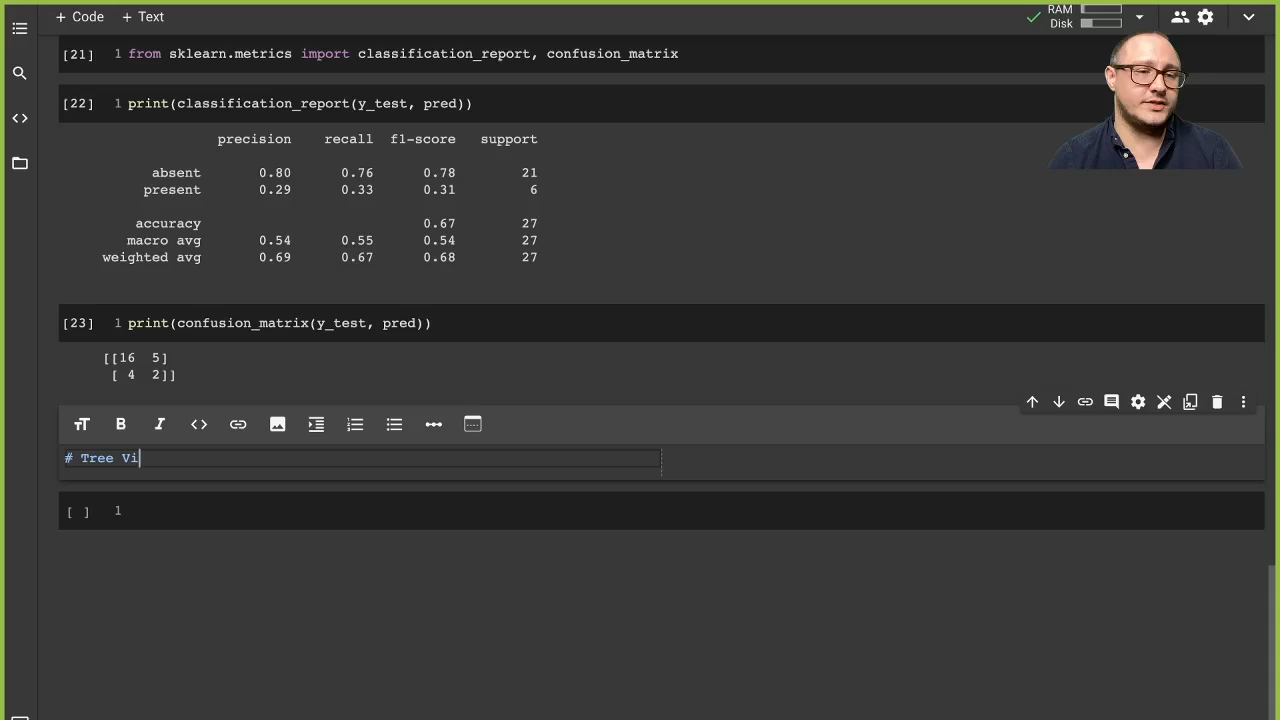 + Code + Text
RAM
Disk
[21] 1 from sklearn.metrics import classification_report, confusion_matrix
[22] 1 print(classification_report(y_test, pred))
precision recall f1-score support
absent 0.80 0.76 0.78 21
present 0.29 0.33 0.31 6
accuracy 0.67 27
macro avg 0.54 0.55 0.54 27
weighted avg 0.69 0.67 0.68 27
[23] 1 print(confusion_matrix(y_test, pred))
[[16 5]
[ 4 2]]
# Tree Vi
[ ] 1